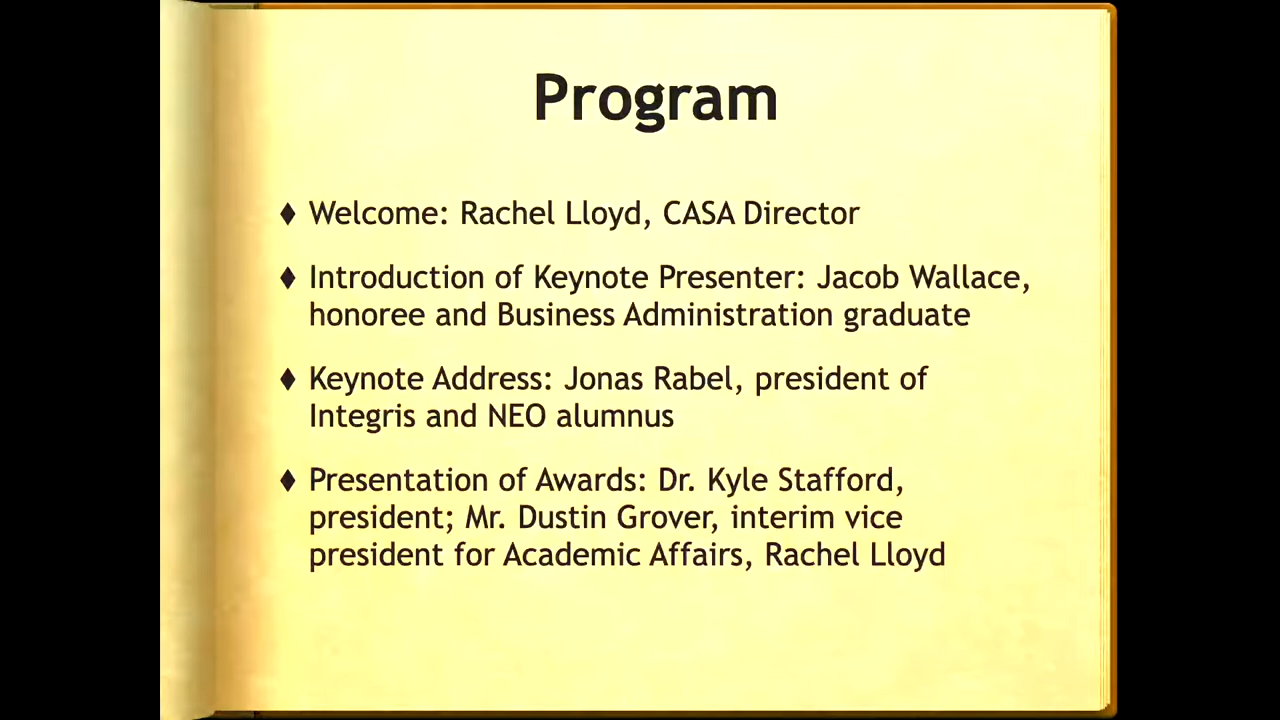 Program
♦ Welcome: Rachel Lloyd, CASA Director
♦ Introduction of Keynote Presenter: Jacob Wallace,
honoree and Business Administration graduate
♦ Keynote Address: Jonas Rabel, president of
Integris and NEO alumnus
♦ Presentation of Awards: Dr. Kyle Stafford,
president; Mr. Dustin Grover, interim vice
president for Academic Affairs, Rachel Lloyd